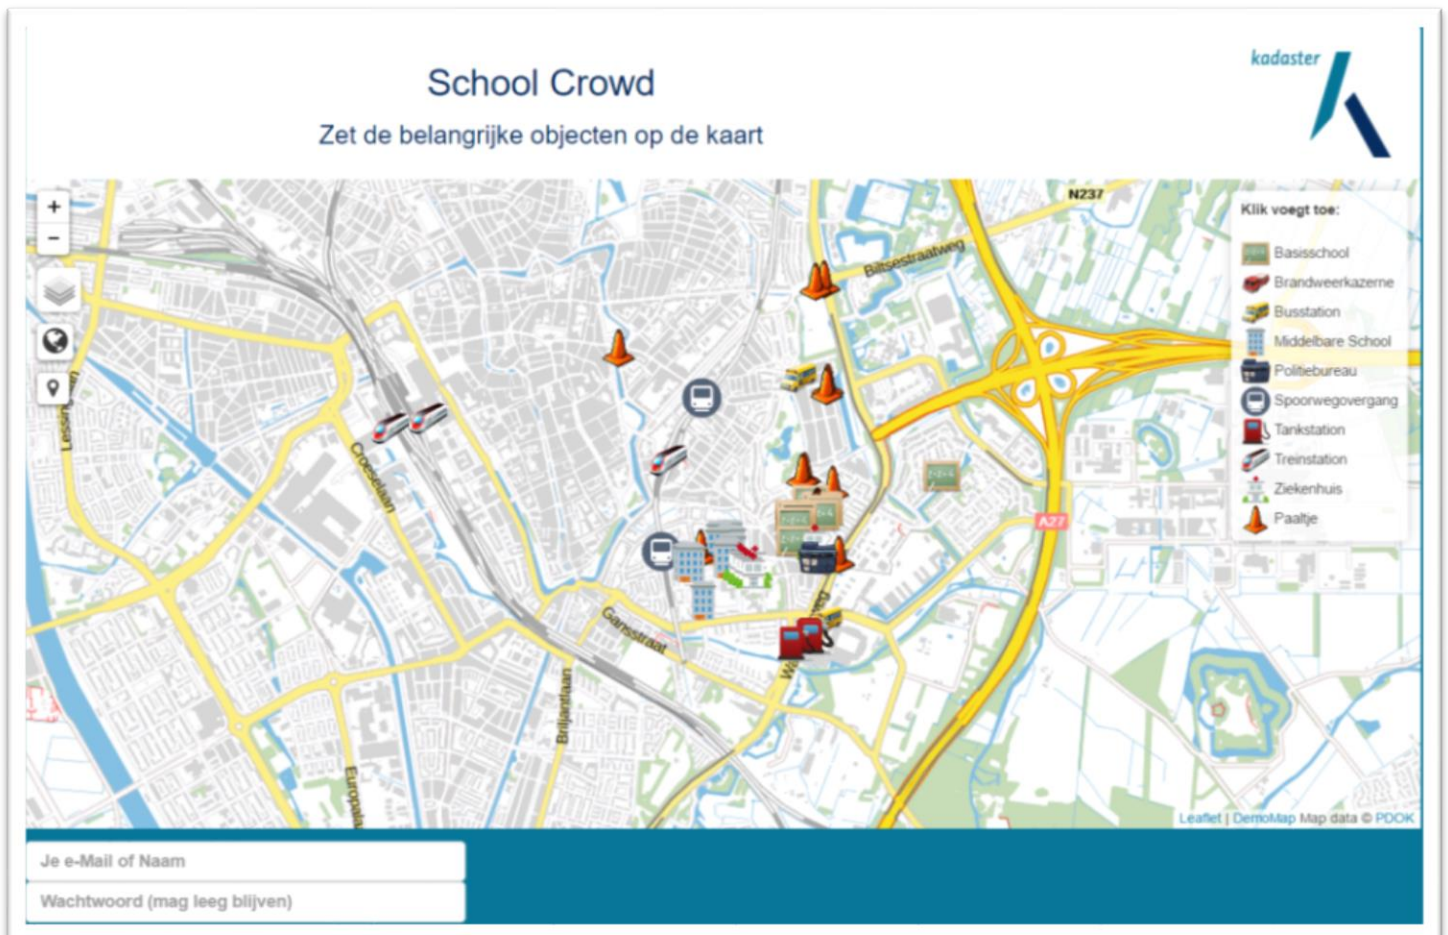 kadaster
School Crowd
Zet de belangrijke objecten op de kaart
+
−
N237
Klik voegt toe:
Basisschool
Brandweerkazerne
Busstation
Middelbare School
Politiebureau
Spoorwegovergang
Tankstation
Treinstation
Ziekenhuis
Paaltje
Biltsestraatweg
Croeselaan
A27
Gansstraat
Briljantlaan
Europala
Leaflet | DemoMap Map data © PDOK
Je e-Mail of Naam
Wachtwoord (mag leeg blijven)